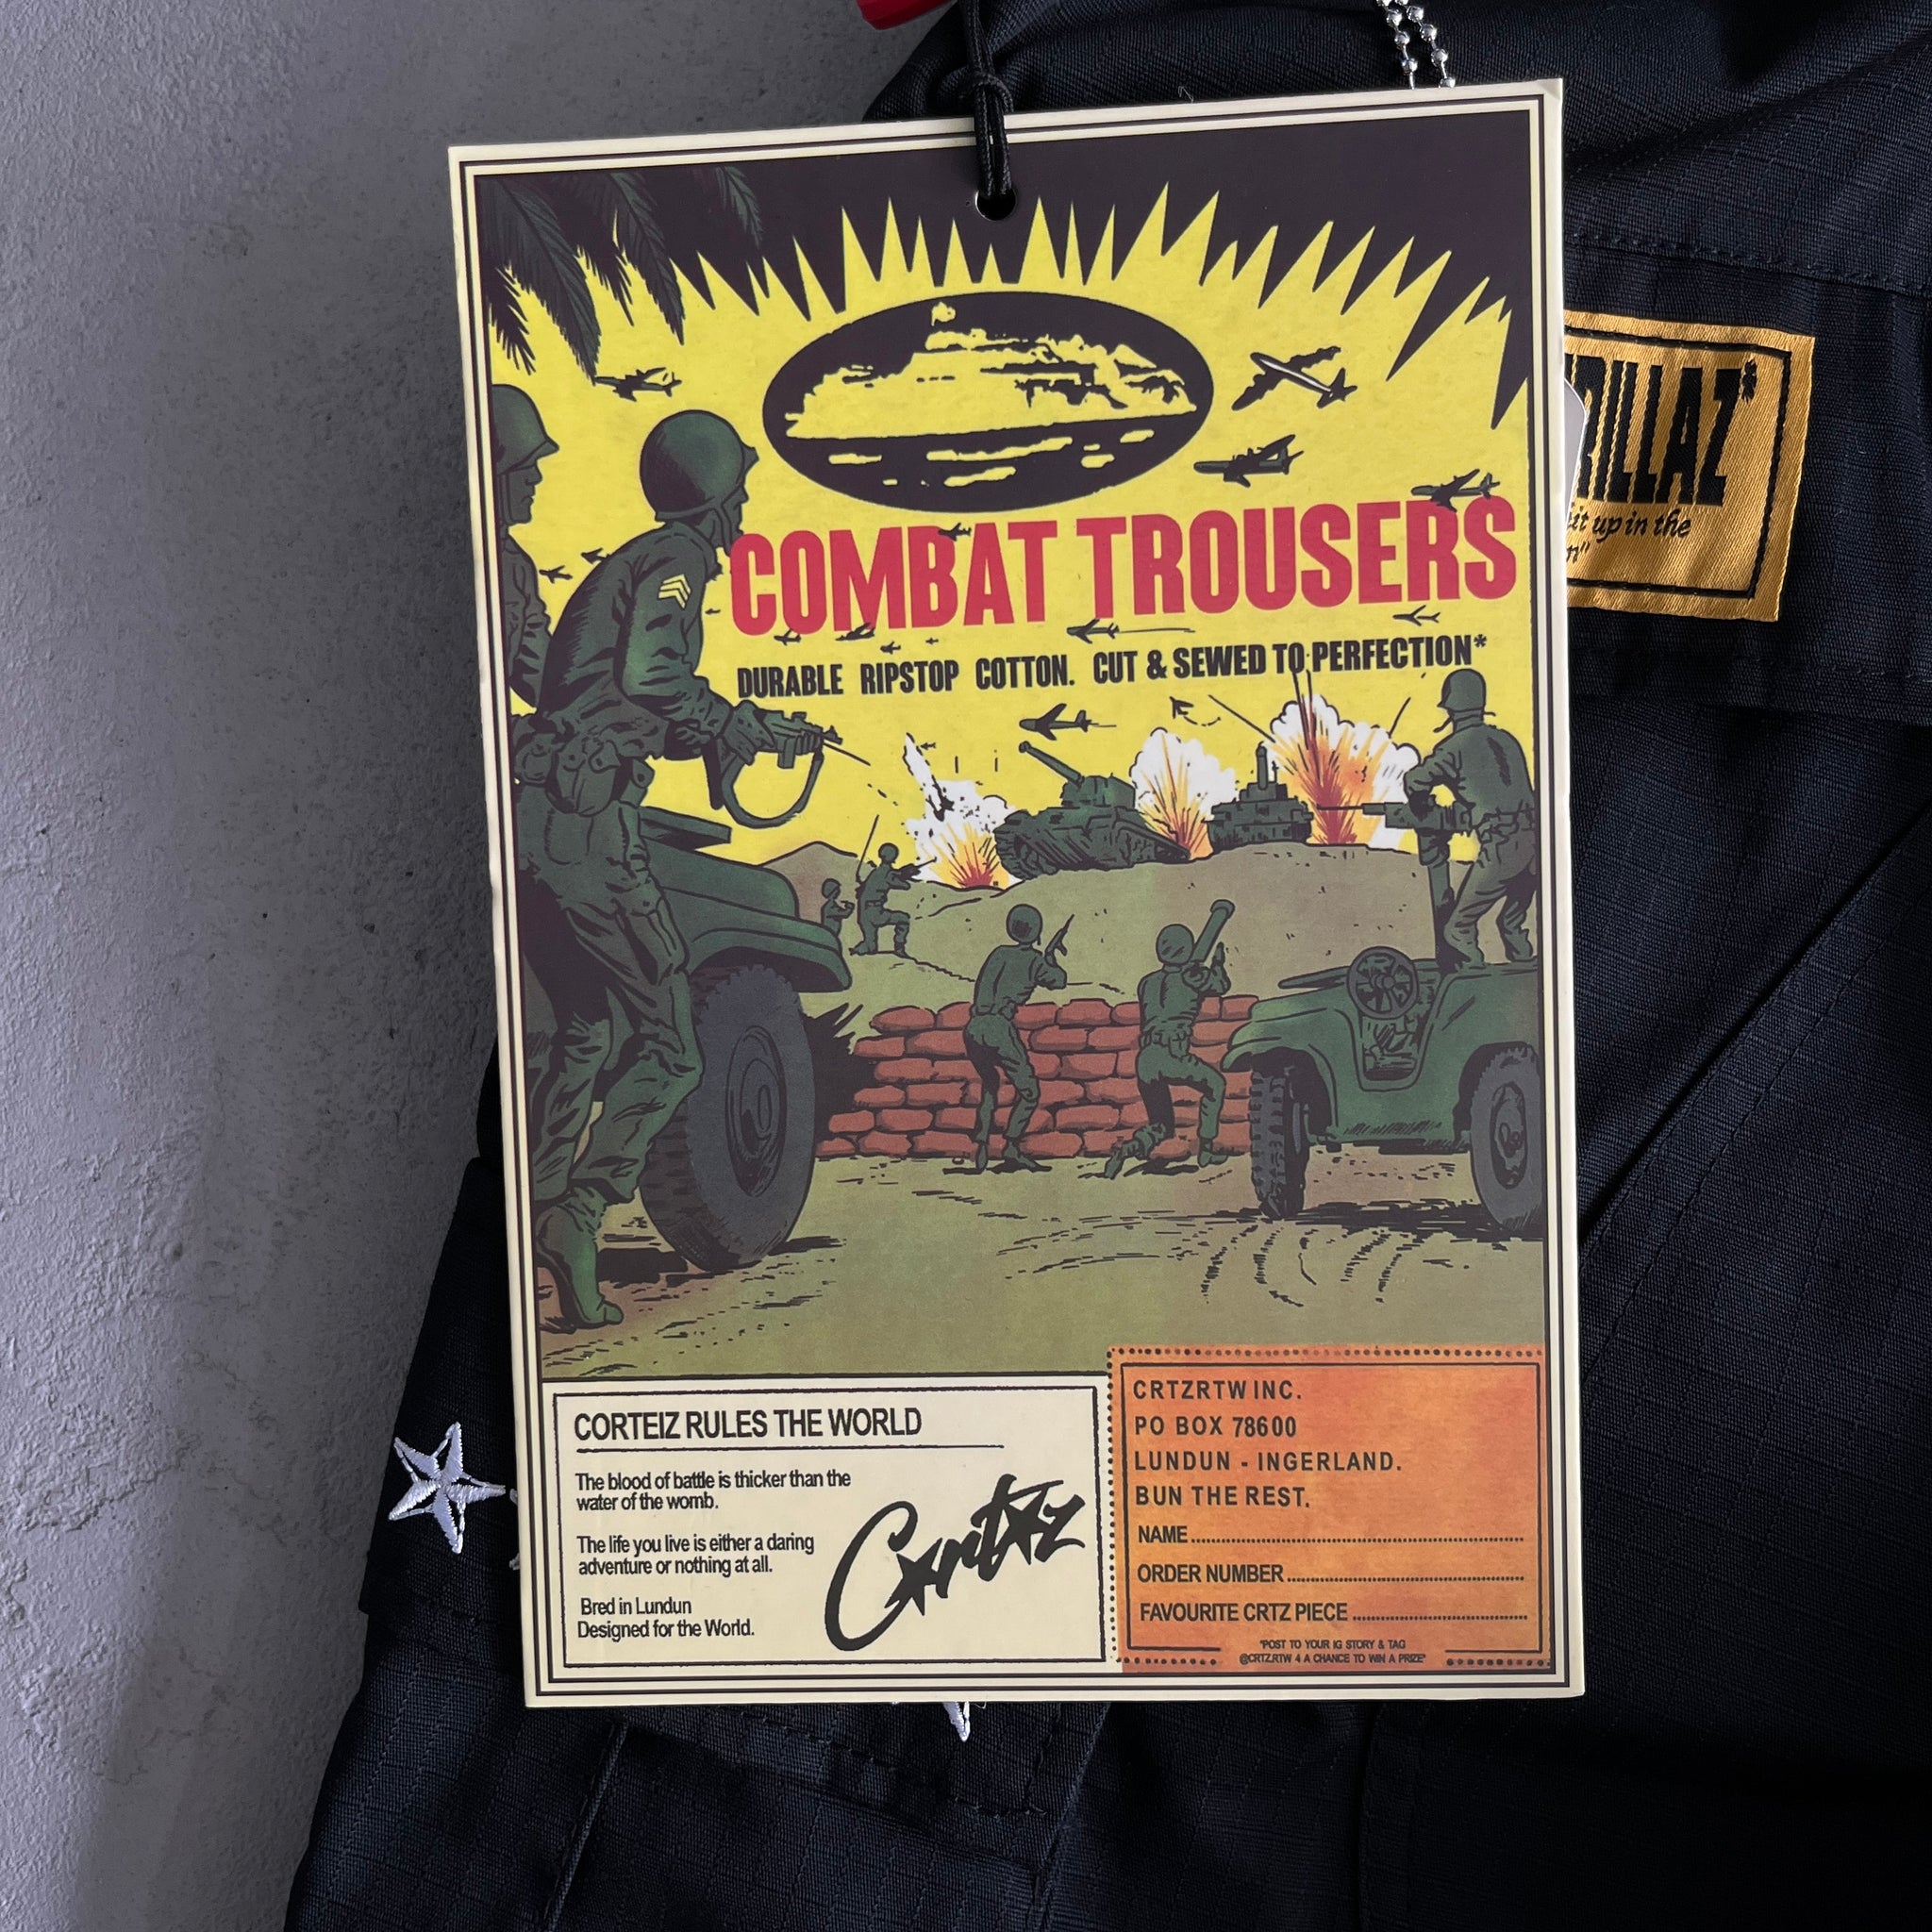 COMBAT TROUSERS
DURABLE RIPSTOP COTTON. CUT & SEWED TO PERFECTION*
RILLAZ*
it up in the
CORTEIZ RULES THE WORLD
The blood of battle is thicker than the
water of the womb.
The life you live is either a daring
adventure or nothing at all.
Bred in Lundun
Designed for the World.
Corteiz
CRTZRTW INC.
PO BOX 78600
LUNDUN - INGERLAND.
BUN THE REST.
NAME
ORDER NUMBER
FAVOURITE CRTZ PIECE
*POST TO YOUR IG STORY & TAG
@CRTZ.RTW 4 A CHANCE TO WIN A PRIZE*